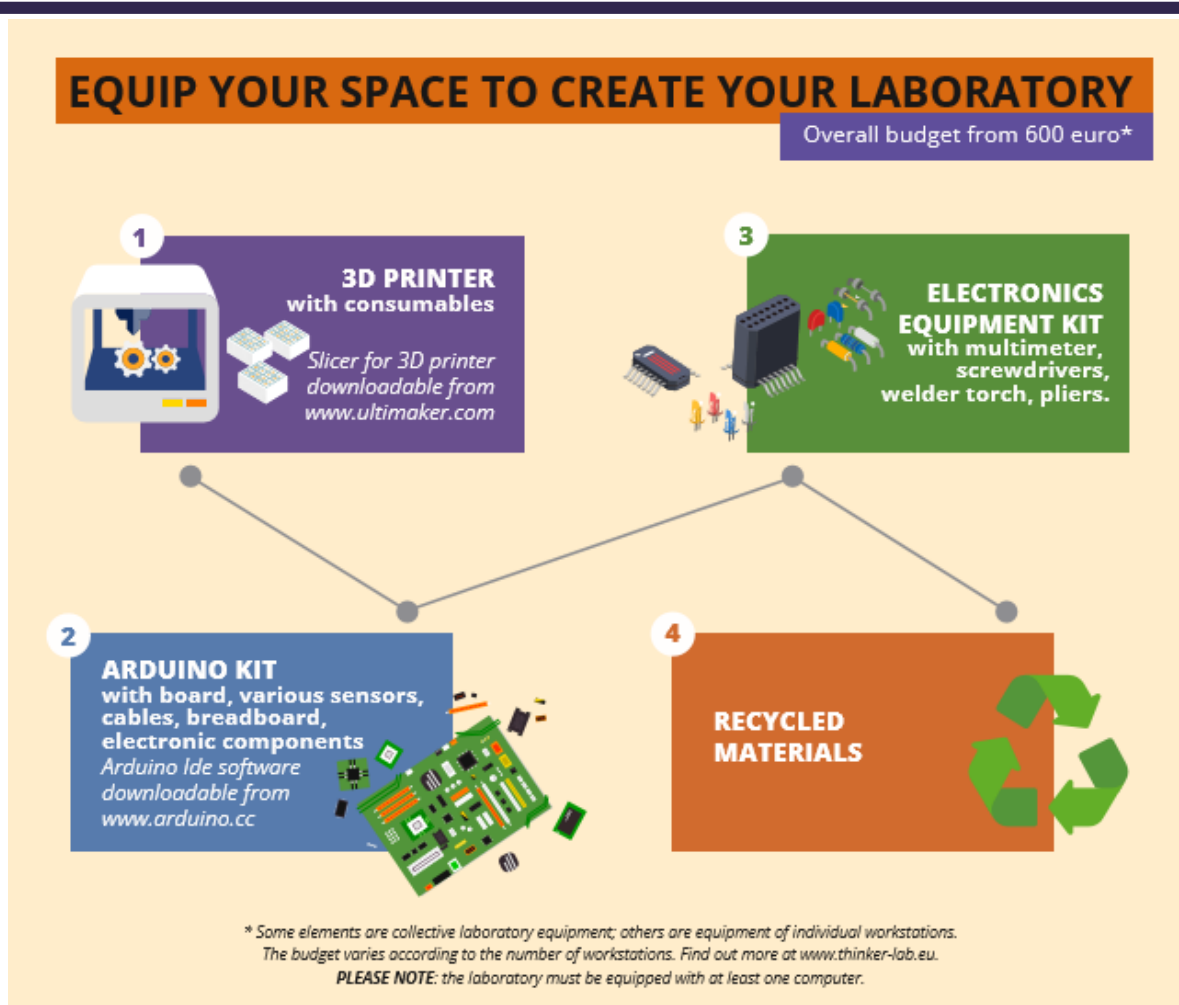 EQUIP YOUR SPACE TO CREATE YOUR LABORATORY
Overall budget from 600 euro*
1
3D PRINTER
with consumables
Slicer for 3D printer
downloadable from
www.ultimaker.com
2
ARDUINO KIT
with board, various sensors,
cables, breadboard,
electronic components
Arduino Ide software
downloadable from
www.arduino.cc
3
ELECTRONICS
EQUIPMENT KIT
with multimeter,
screwdrivers,
welder torch, pliers.
4
RECYCLED
MATERIALS
* Some elements are collective laboratory equipment; others are equipment of individual workstations.
The budget varies according to the number of workstations. Find out more at www.thinker-lab.eu.
PLEASE NOTE: the laboratory must be equipped with at least one computer.